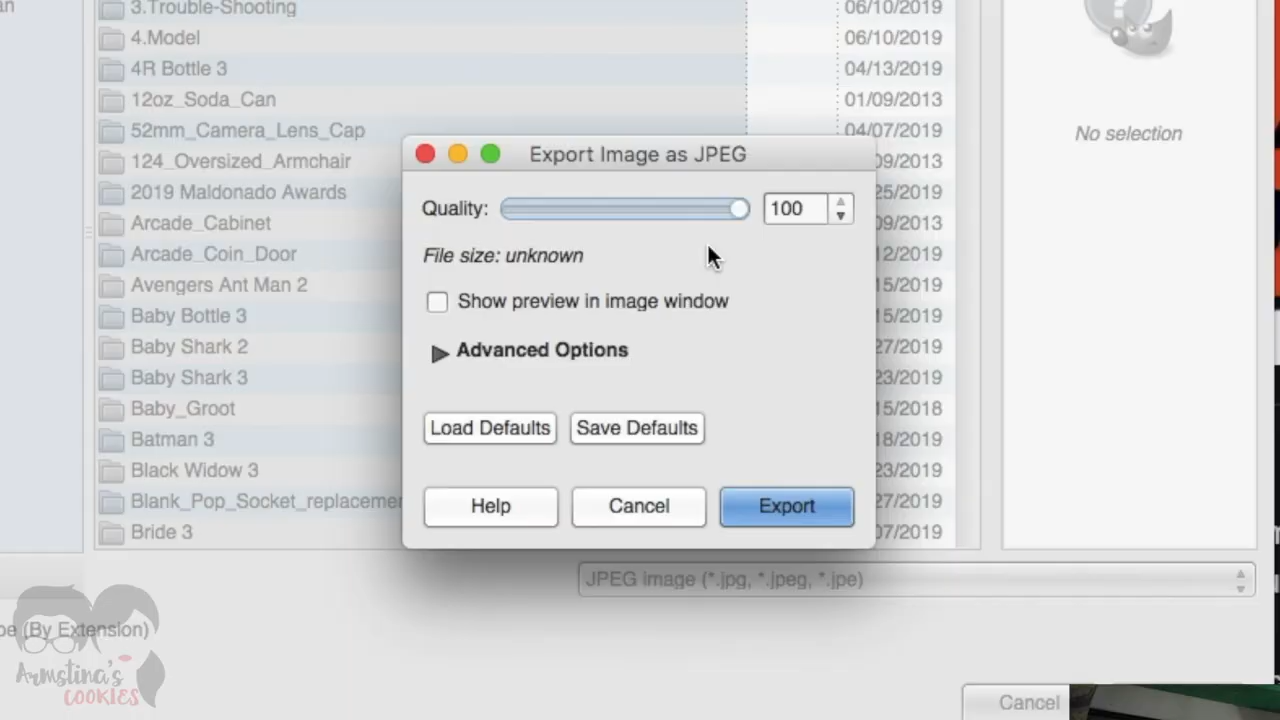 an
3.Trouble-Shooting 06/10/2019
4.Model 06/10/2019
4R Bottle 3 04/13/2019
12oz_Soda_Can 01/09/2013
52mm_Camera_Lens_Cap 04/07/2019
124_Oversized_Armchair 09/2013
2019 Maldonado Awards 25/2019
Arcade_Cabinet 09/2013
Arcade_Coin_Door 12/2019
Avengers Ant Man 2 15/2019
Baby Bottle 3 15/2019
Baby Shark 2 27/2019
Baby Shark 3 23/2019
Baby_Groot 15/2018
Batman 3 18/2019
Black Widow 3 23/2019
Blank_Pop_Socket_replacemen 27/2019
Bride 3 07/2019
No selection
Export Image as JPEG
Quality: 100
File size: unknown
Show preview in image window
Advanced Options
Load Defaults Save Defaults
Help Cancel Export
JPEG image (*.jpg, *.jpeg, *.jpe)
pe (By Extension)
Armstina's
COOKIES
Cancel